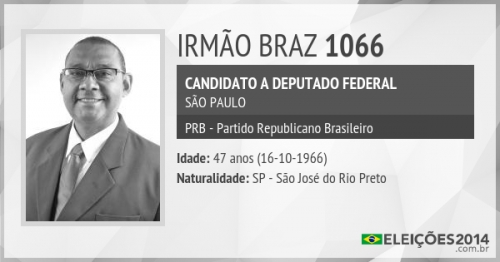 IRMÃO BRAZ 1066
CANDIDATO A DEPUTADO FEDERAL
SÃO PAULO
PRB - Partido Republicano Brasileiro
Idade: 47 anos (16-10-1966)
Naturalidade: SP - São José do Rio Preto
ELEIÇÕES2014
.com.br